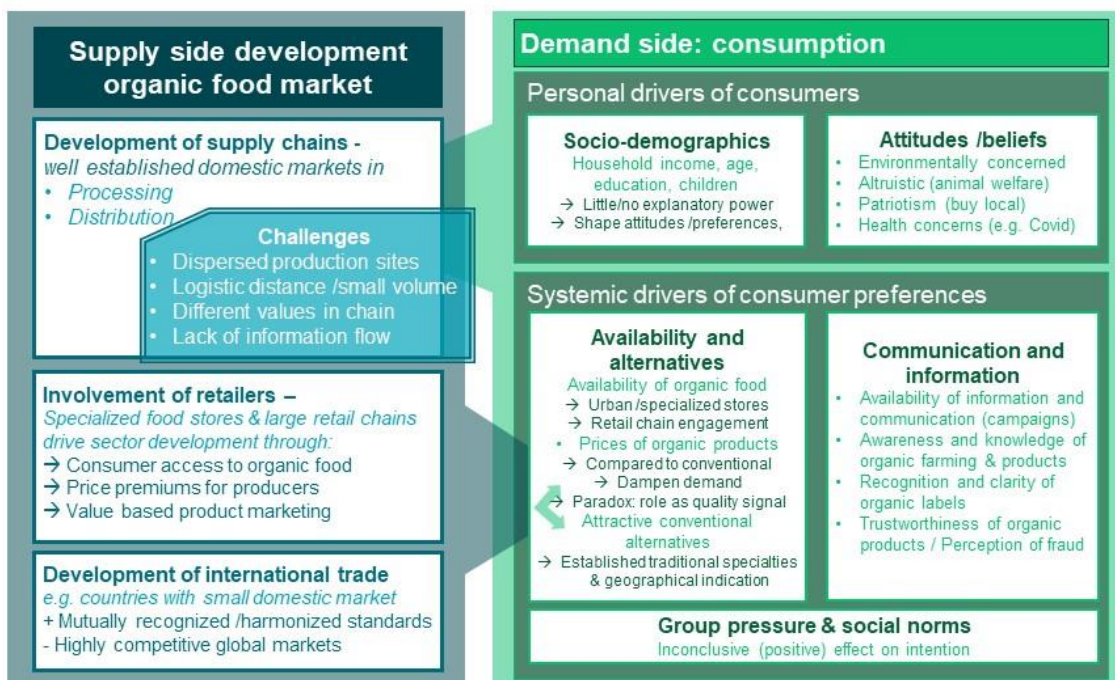 Supply side development
organic food market
Development of supply chains -
well established domestic markets in
• Processing
• Distribution
Challenges
• Dispersed production sites
• Logistic distance /small volume
• Different values in chain
• Lack of information flow
Involvement of retailers –
Specialized food stores & large retail chains
drive sector development through:
→ Consumer access to organic food
→ Price premiums for producers
→ Value based product marketing
Development of international trade
e.g. countries with small domestic market
+ Mutually recognized /harmonized standards
- Highly competitive global markets
Demand side: consumption
Personal drivers of consumers
Socio-demographics
Household income, age,
education, children
→ Little/no explanatory power
→ Shape attitudes /preferences,
Attitudes /beliefs
• Environmentally concerned
• Altruistic (animal welfare)
• Patriotism (buy local)
• Health concerns (e.g. Covid)
Systemic drivers of consumer preferences
Availability and
alternatives
Availability of organic food
→ Urban /specialized stores
→ Retail chain engagement
• Prices of organic products
→ Compared to conventional
→ Dampen demand
→ Paradox: role as quality signal
Attractive conventional
alternatives
→ Established traditional specialties
& geographical indication
Communication and
information
• Availability of information and
communication (campaigns)
• Awareness and knowledge of
organic farming & products
• Recognition and clarity of
organic labels
• Trustworthiness of organic
products / Perception of fraud
Group pressure & social norms
Inconclusive (positive) effect on intention